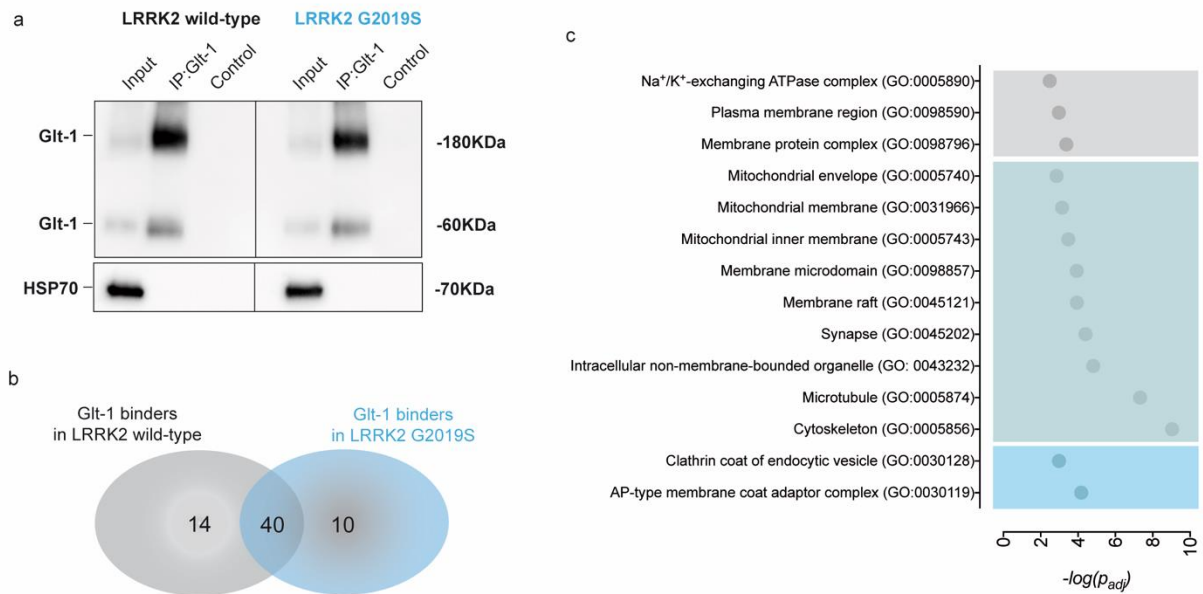 a
LRRK2 wild-type LRRK2 G2019S
Input IP:Glt-1 Control Input IP:Glt-1 Control
Glt-1 -180KDa
Glt-1 -60KDa
HSP70 -70KDa
b
Glt-1 binders
in LRRK2 wild-type
Glt-1 binders
in LRRK2 G2019S
14 40 10
c
Na⁺/K⁺-exchanging ATPase complex (GO:0005890)
Plasma membrane region (GO:0098590)
Membrane protein complex (GO:0098796)
Mitochondrial envelope (GO:0005740)
Mitochondrial membrane (GO:0031966)
Mitochondrial inner membrane (GO:0005743)
Membrane microdomain (GO:0098857)
Membrane raft (GO:0045121)
Synapse (GO:0045202)
Intracellular non-membrane-bounded organelle (GO: 0043232)
Microtubule (GO:0005874)
Cytoskeleton (GO:0005856)
Clathrin coat of endocytic vesicle (GO:0030128)
AP-type membrane coat adaptor complex (GO:0030119)
0 2 4 6 8 10
-log(padj)